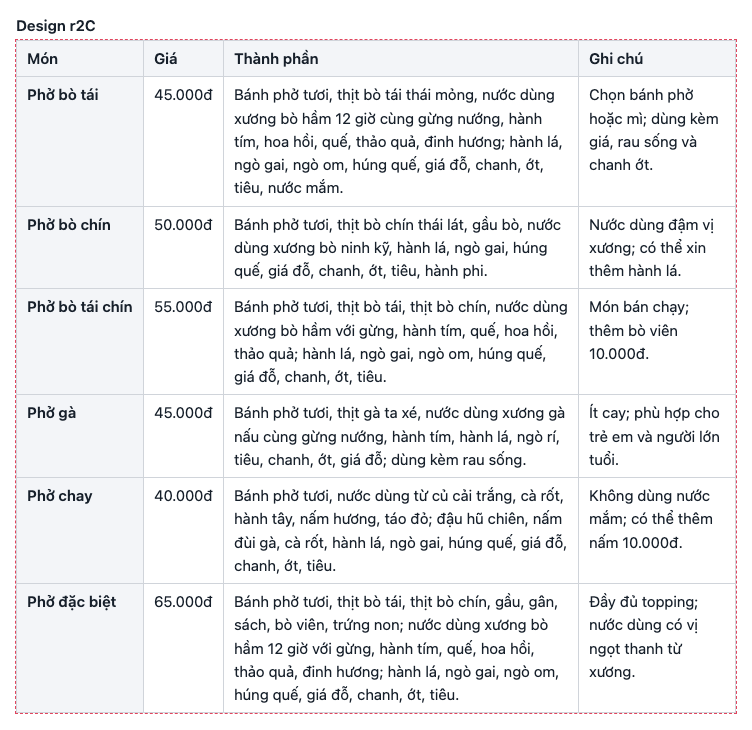 Design r2C
Món Giá Thành phần Ghi chú
Phở bò tái 45.000đ Bánh phở tươi, thịt bò tái thái mỏng, nước dùng Chọn bánh phở
xương bò hầm 12 giờ cùng gừng nướng, hành hoặc mì; dùng kèm
tím, hoa hồi, quế, thảo quả, đinh hương; hành lá, giá, rau sống và
ngò gai, ngò om, húng quế, giá đỗ, chanh, ớt, chanh ớt.
tiêu, nước mắm.
Phở bò chín 50.000đ Bánh phở tươi, thịt bò chín thái lát, gầu bò, nước Nước dùng đậm vị
dùng xương bò ninh kỹ, hành lá, ngò gai, húng xương; có thể xin
quế, giá đỗ, chanh, ớt, tiêu, hành phi. thêm hành lá.
Phở bò tái chín 55.000đ Bánh phở tươi, thịt bò tái, thịt bò chín, nước dùng Món bán chạy;
xương bò hầm với gừng, hành tím, quế, hoa hồi, thêm bò viên
thảo quả; hành lá, ngò gai, ngò om, húng quế, 10.000đ.
giá đỗ, chanh, ớt, tiêu.
Phở gà 45.000đ Bánh phở tươi, thịt gà ta xé, nước dùng xương gà Ít cay; phù hợp cho
nấu cùng gừng nướng, hành tím, hành lá, ngò rí, trẻ em và người lớn
tiêu, chanh, ớt, giá đỗ; dùng kèm rau sống. tuổi.
Phở chay 40.000đ Bánh phở tươi, nước dùng từ củ cải trắng, cà rốt, Không dùng nước
hành tây, nấm hương, táo đỏ; đậu hũ chiên, nấm mắm; có thể thêm
đùi gà, cà rốt, hành lá, ngò gai, húng quế, giá đỗ, nấm 10.000đ.
chanh, ớt, tiêu.
Phở đặc biệt 65.000đ Bánh phở tươi, thịt bò tái, thịt bò chín, gầu, gân, Đầy đủ topping;
sách, bò viên, trứng non; nước dùng xương bò nước dùng có vị
hầm 12 giờ với gừng, hành tím, quế, hoa hồi, ngọt thanh từ
thảo quả, đinh hương; hành lá, ngò gai, ngò om, xương.
húng quế, giá đỗ, chanh, ớt, tiêu.